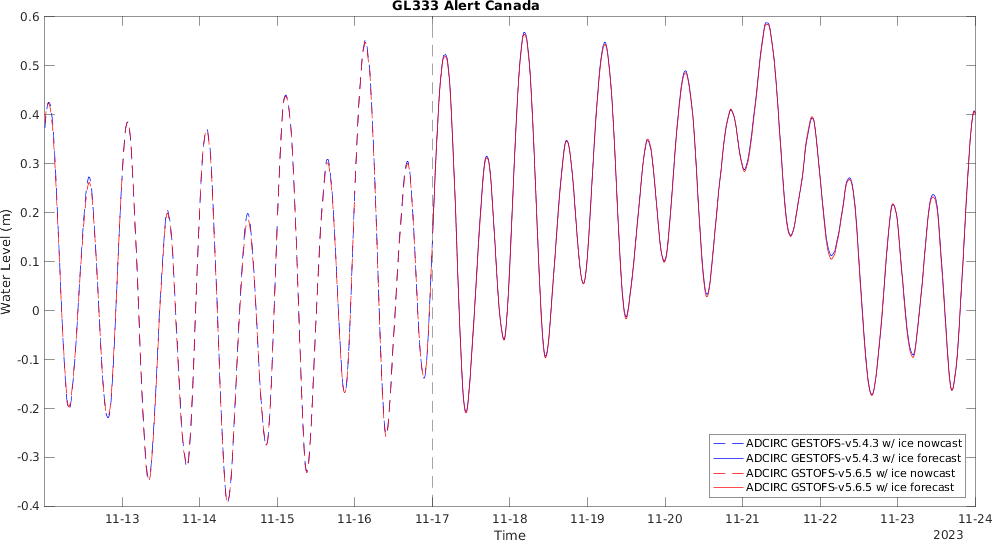 GL333 Alert Canada
0.6
0.5
0.4
0.3
0.2
0.1
0
-0.1
-0.2
-0.3
-0.4
Water Level (m)
ADCIRC GESTOFS-v5.4.3 w/ ice nowcast
ADCIRC GESTOFS-v5.4.3 w/ ice forecast
ADCIRC GSTOFS-v5.6.5 w/ ice nowcast
ADCIRC GSTOFS-v5.6.5 w/ ice forecast
11-13 11-14 11-15 11-16 11-17 11-18 11-19 11-20 11-21 11-22 11-23 11-24
Time
2023